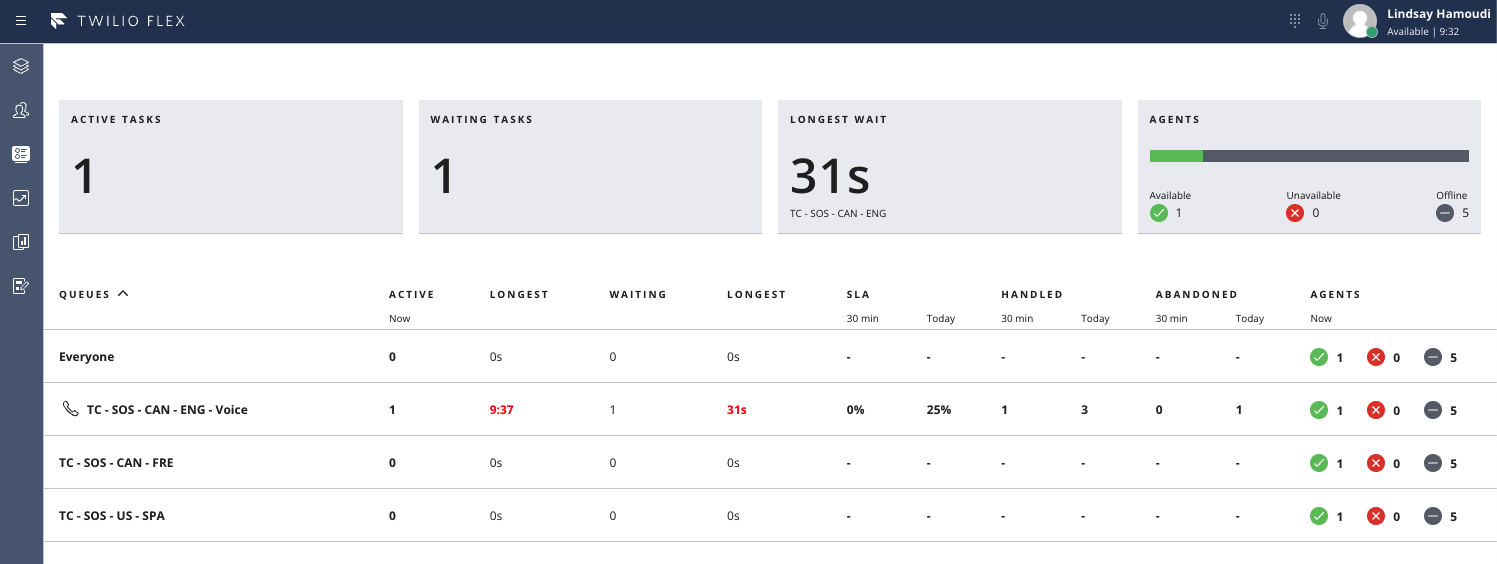 TWILIO FLEX
Lindsay Hamoudi
Available | 9:32
ACTIVE TASKS
1
WAITING TASKS
1
LONGEST WAIT
31s
TC - SOS - CAN - ENG
AGENTS
Available Unavailable Offline
1 0 5
QUEUES ACTIVE LONGEST WAITING LONGEST SLA HANDLED ABANDONED AGENTS
Now 30 min Today 30 min Today 30 min Today Now
Everyone 0 0s 0 0s - - - - - - 1 0 5
TC - SOS - CAN - ENG - Voice 1 9:37 1 31s 0% 25% 1 3 0 1 1 0 5
TC - SOS - CAN - FRE 0 0s 0 0s - - - - - - 1 0 5
TC - SOS - US - SPA 0 0s 0 0s - - - - - - 1 0 5